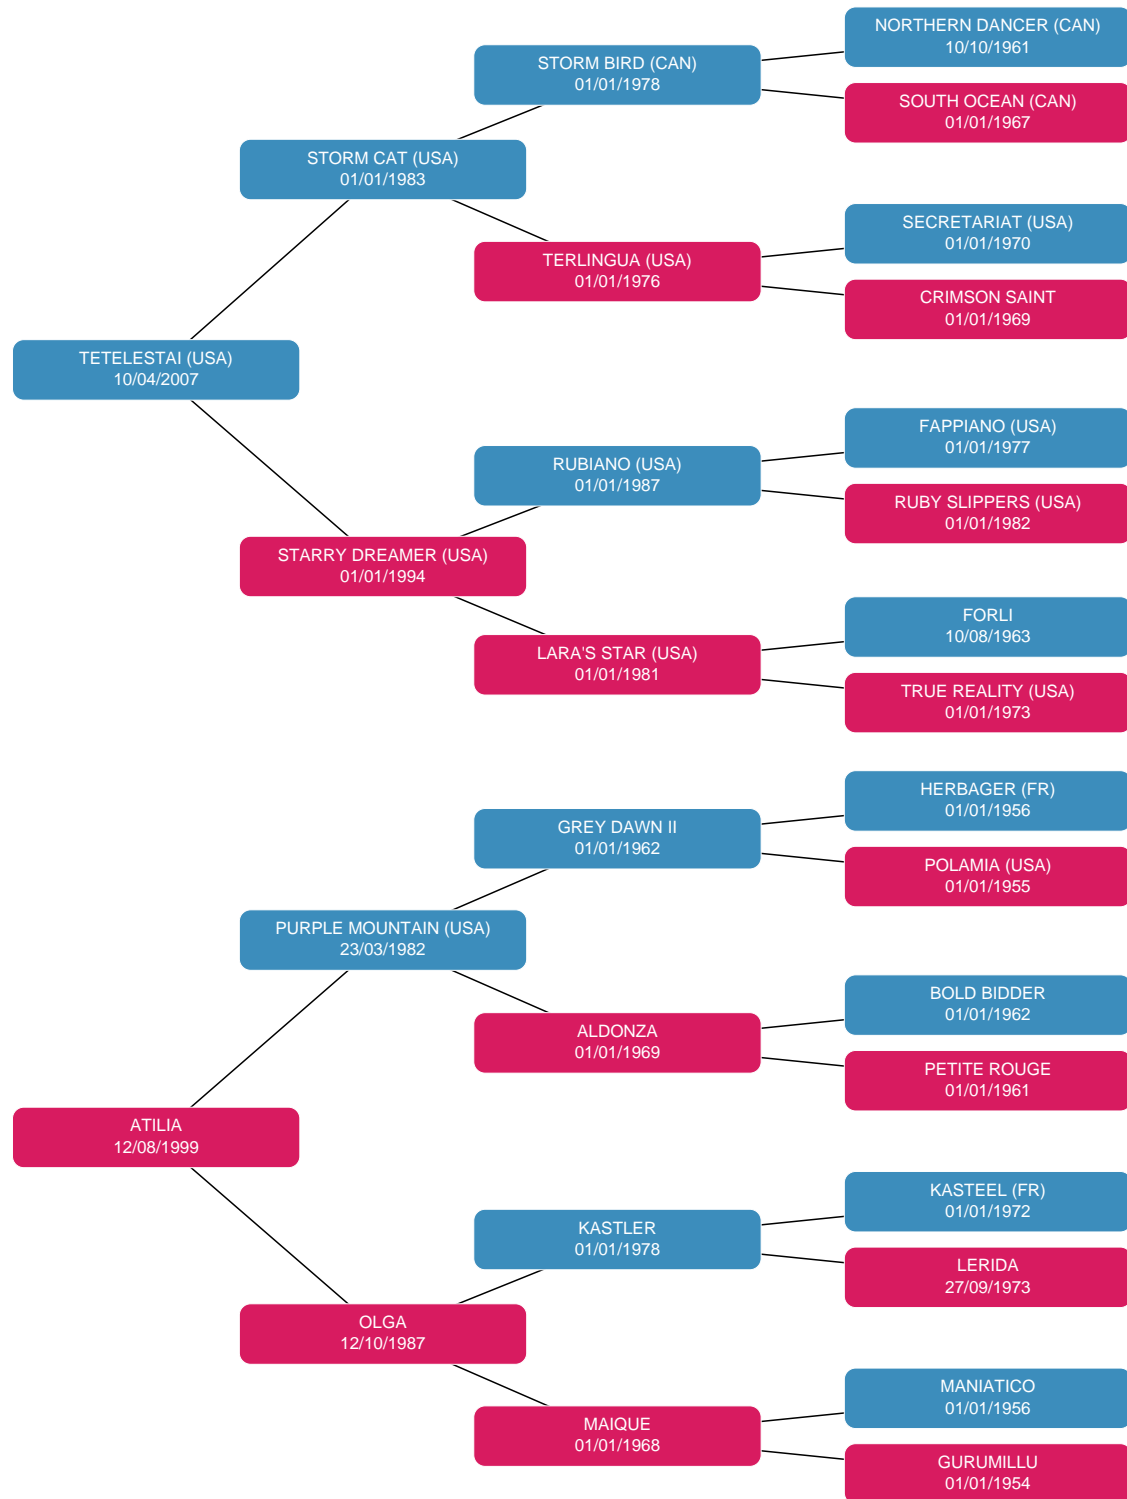 NORTHERN DANCER (CAN)
10/10/1961
STORM BIRD (CAN)
01/01/1978
SOUTH OCEAN (CAN)
01/01/1967
STORM CAT (USA)
01/01/1983
SECRETARIAT (USA)
01/01/1970
TERLINGUA (USA)
01/01/1976
CRIMSON SAINT
01/01/1969
TETELESTAI (USA)
10/04/2007
FAPPIANO (USA)
01/01/1977
RUBIANO (USA)
01/01/1987
RUBY SLIPPERS (USA)
01/01/1982
STARRY DREAMER (USA)
01/01/1994
FORLI
10/08/1963
LARA'S STAR (USA)
01/01/1981
TRUE REALITY (USA)
01/01/1973
HERBAGER (FR)
01/01/1956
GREY DAWN II
01/01/1962
POLAMIA (USA)
01/01/1955
PURPLE MOUNTAIN (USA)
23/03/1982
BOLD BIDDER
01/01/1962
ALDONZA
01/01/1969
PETITE ROUGE
01/01/1961
ATILIA
12/08/1999
KASTEEL (FR)
01/01/1972
KASTLER
01/01/1978
LERIDA
27/09/1973
OLGA
12/10/1987
MANIATICO
01/01/1956
MAIQUE
01/01/1968
GURUMILLU
01/01/1954